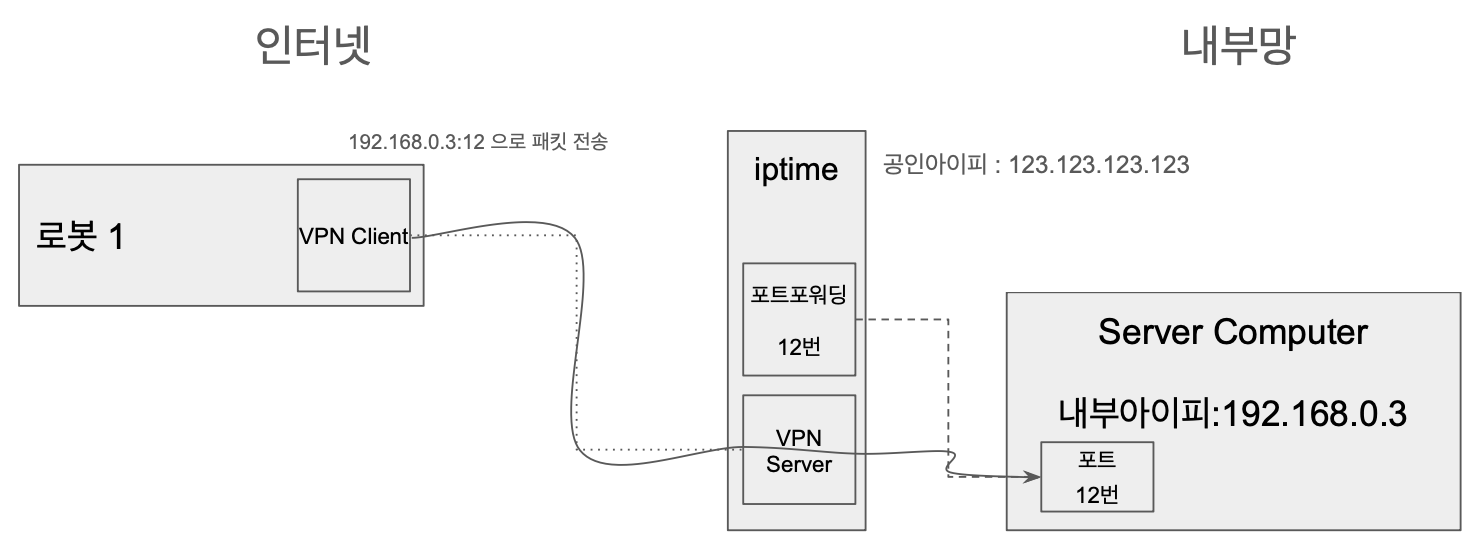 인터넷
내부망
192.168.0.3:12 으로 패킷 전송
로봇 1
VPN Client
iptime
공인아이피 : 123.123.123.123
포트포워딩
12번
VPN
Server
Server Computer
내부아이피:192.168.0.3
포트
12번